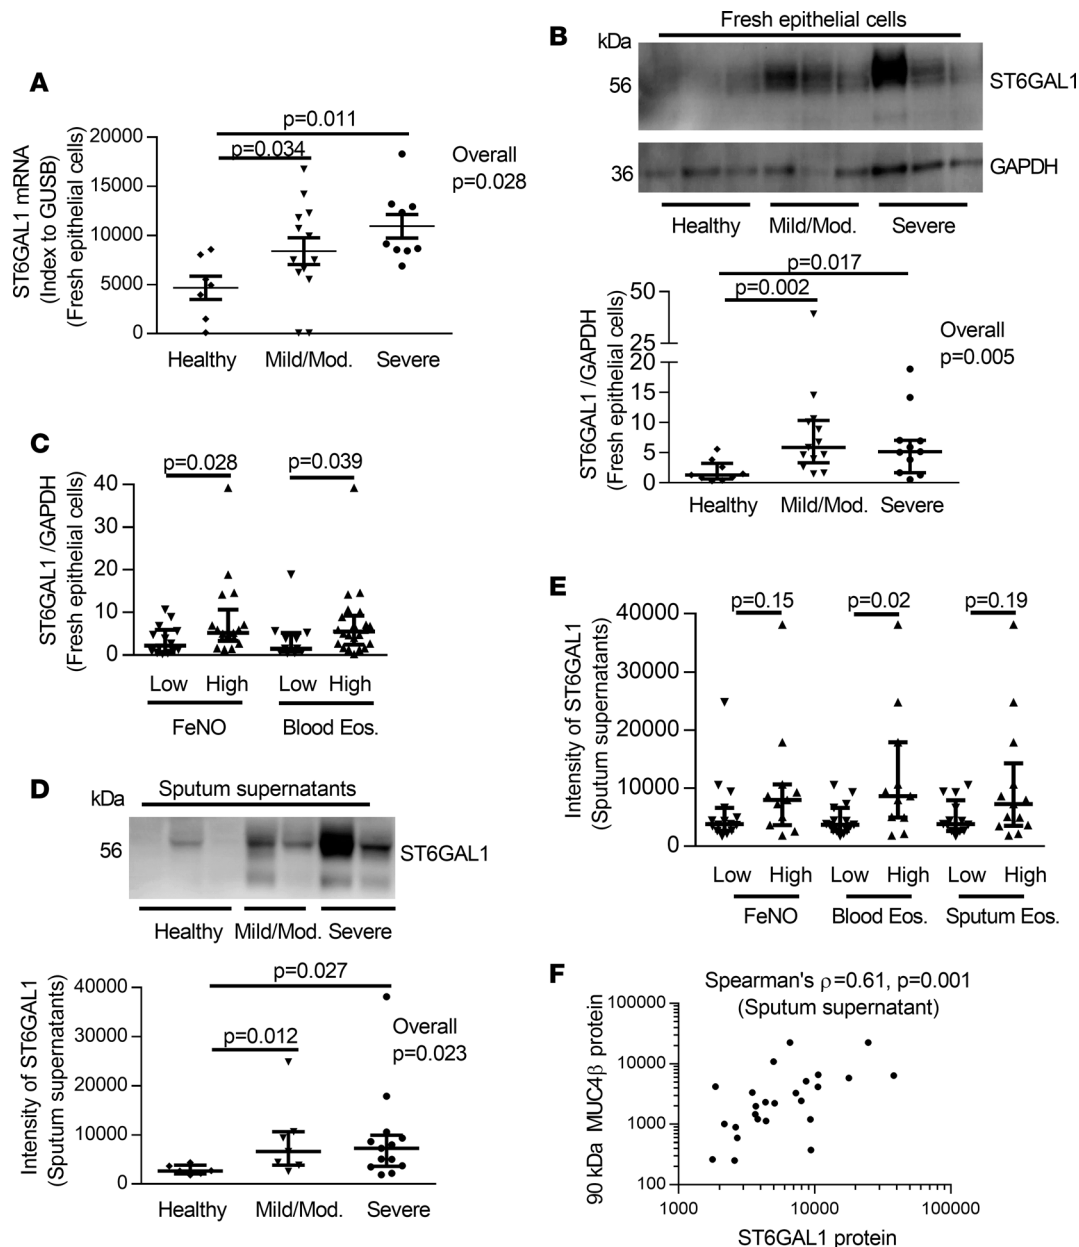 A
p=0.011
p=0.034
Overall
p=0.028
ST6GAL1 mRNA
(Index to GUSB)
(Fresh epithelial cells)
20000
15000
10000
5000
0
Healthy
Mild/Mod.
Severe
B
Fresh epithelial cells
kDa
56
ST6GAL1
36
GAPDH
Healthy
Mild/Mod.
Severe
p=0.017
p=0.002
Overall
p=0.005
ST6GAL1 /GAPDH
(Fresh epithelial cells)
50
25
20
15
10
5
0
Healthy
Mild/Mod.
Severe
C
p=0.028
p=0.039
ST6GAL1 /GAPDH
(Fresh epithelial cells)
40
30
20
10
0
Low
High
Low
High
FeNO
Blood Eos.
D
Sputum supernatants
kDa
56
ST6GAL1
Healthy
Mild/Mod.
Severe
p=0.027
p=0.012
Overall
p=0.023
Intensity of ST6GAL1
(Sputum supernatants)
40000
30000
20000
10000
0
Healthy
Mild/Mod.
Severe
E
p=0.15
p=0.02
p=0.19
Intensity of ST6GAL1
(Sputum supernatants)
40000
30000
20000
10000
0
Low
High
Low
High
Low
High
FeNO
Blood Eos.
Sputum Eos.
F
Spearman's ρ=0.61, p=0.001
(Sputum supernatant)
90 kDa MUC4β protein
100000
10000
1000
100
1000
10000
100000
ST6GAL1 protein